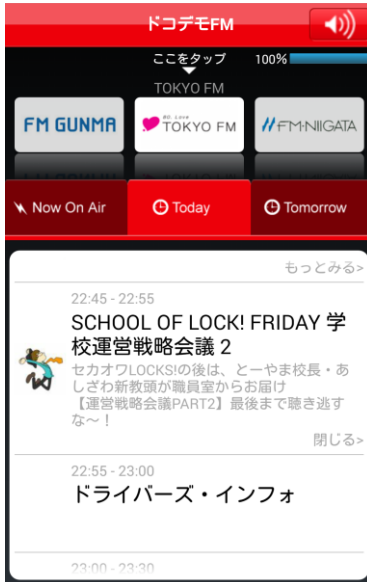 ドコデモFM
ここをタップ
100%
TOKYO FM
FM GUNMA
TOKYO FM
FM-NIIGATA
Now On Air
Today
Tomorrow
もっとみる>
22:45 - 22:55
SCHOOL OF LOCK! FRIDAY 学
校運営戦略会議 2
セカオワLOCKS!の後は、とーやま校長・あ
しざわ新教頭が職員室からお届け
【運営戦略会議PART2】最後まで聴き逃す
な〜！
閉じる>
22:55 - 23:00
ドライバーズ・インフォ
23:00 - 23:30